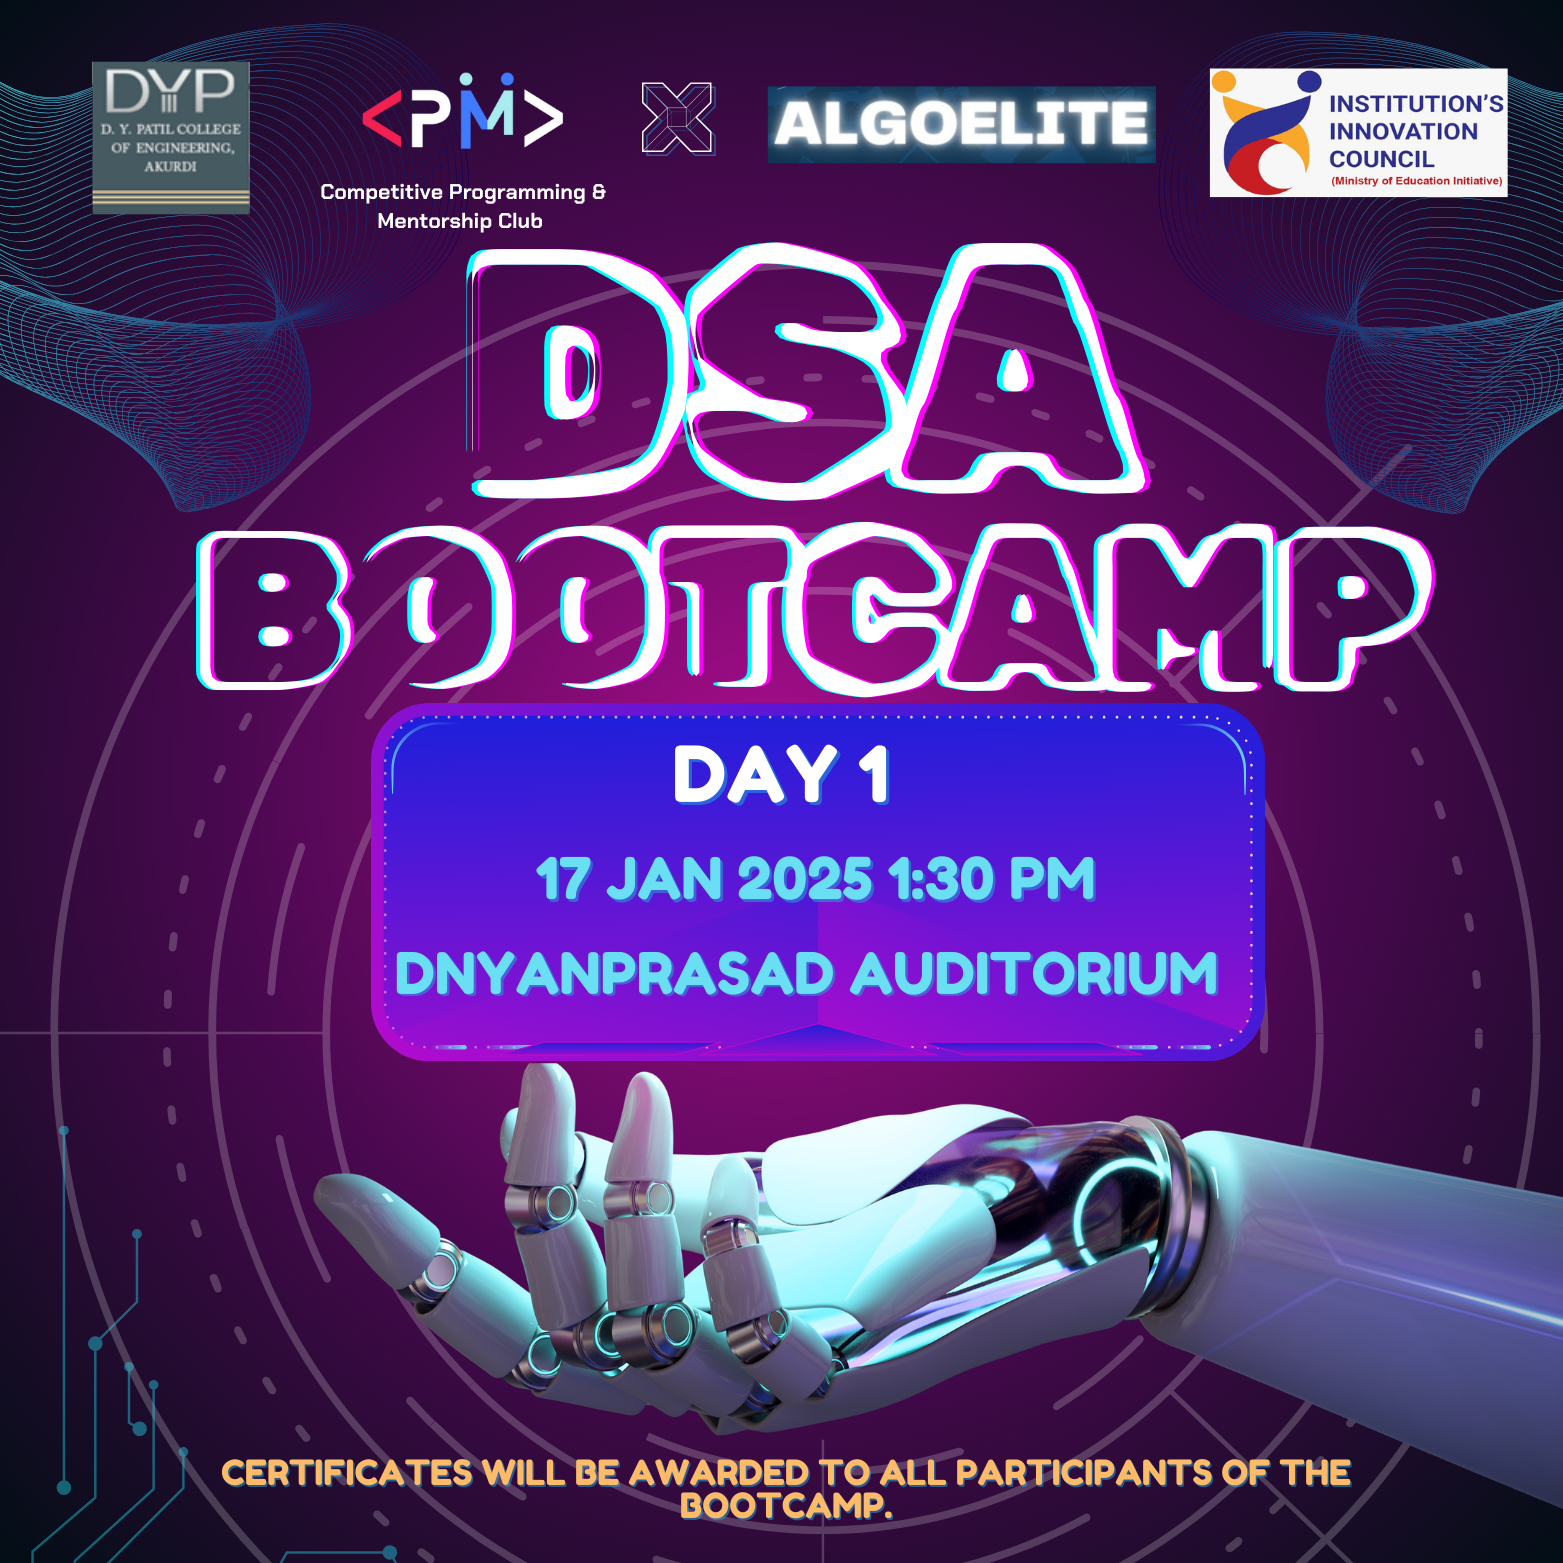 DYP
D. Y. PATIL COLLEGE
OF ENGINEERING,
AKURDI
<PM>
Competitive Programming &
Mentorship Club
X
ALGOELITE
INSTITUTION'S
INNOVATION
COUNCIL
(Ministry of Education Initiative)
DSA
BOOTCAMP
DAY 1
17 JAN 2025 1:30 PM
DNYANPRASAD AUDITORIUM
CERTIFICATES WILL BE AWARDED TO ALL PARTICIPANTS OF THE
BOOTCAMP.